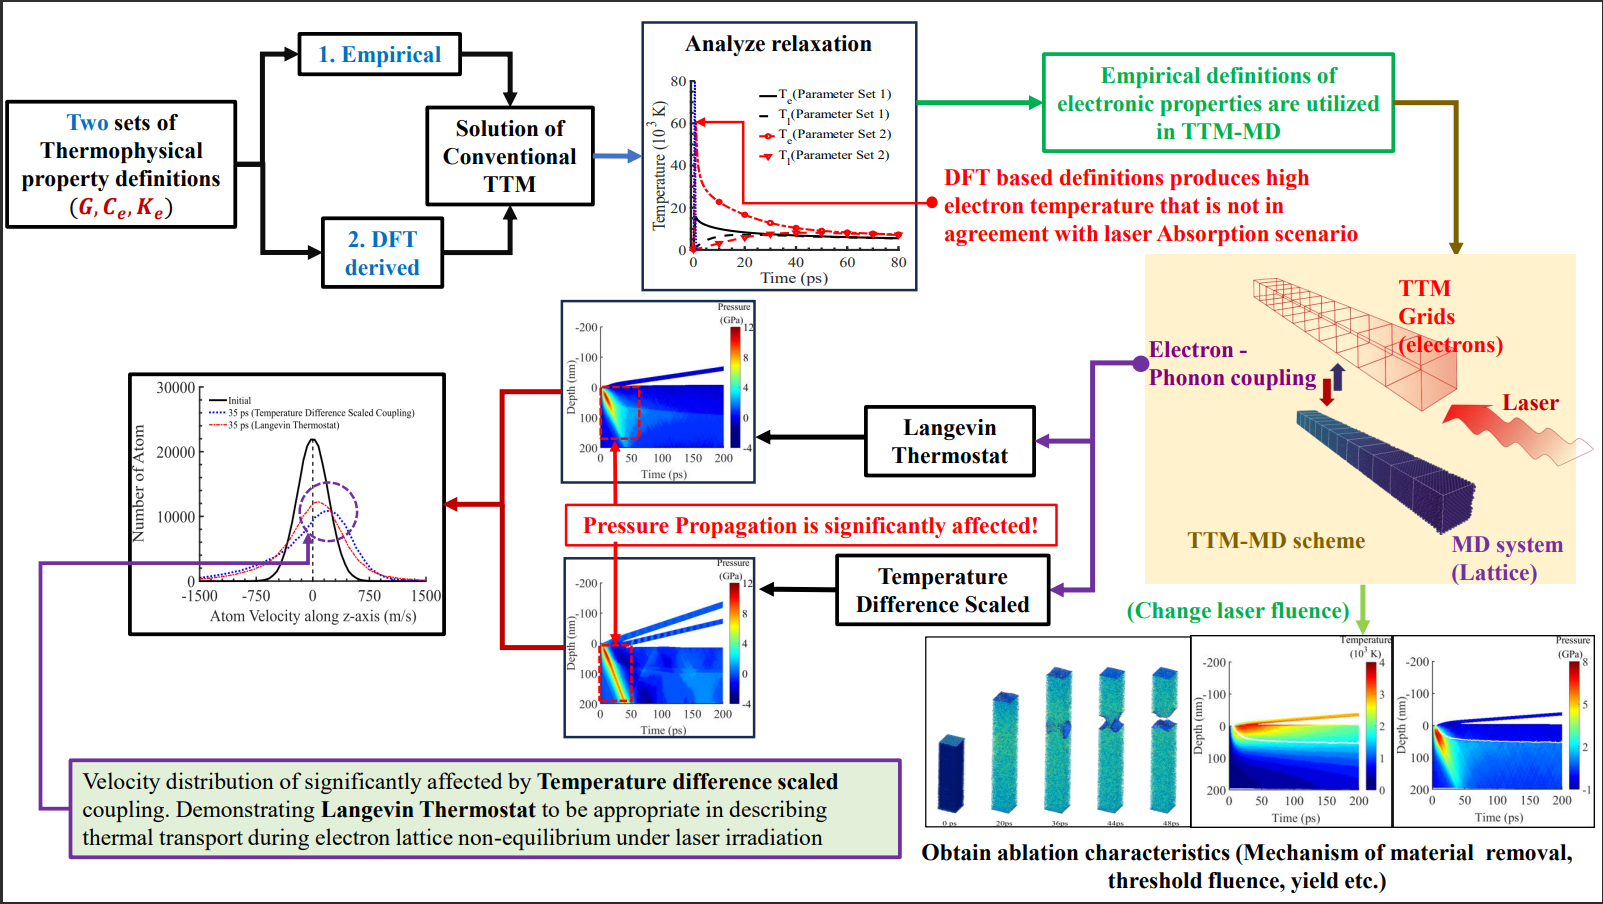 Two sets of
Thermophysical
property definitions
(G, Ce, Ke)
1. Empirical
2. DFT
derived
Solution of
Conventional
TTM
Analyze relaxation
Temperature (10³ K)
80
60
40
20
0
0 20 40 60 80
Time (ps)
Te(Parameter Set 1)
Tl(Parameter Set 1)
Te(Parameter Set 2)
Tl(Parameter Set 2)
Empirical definitions of
electronic properties are utilized
in TTM-MD
DFT based definitions produces high
electron temperature that is not in
agreement with laser Absorption scenario
TTM
Grids
(electrons)
Electron -
Phonon coupling
Laser
TTM-MD scheme
MD system
(Lattice)
Langevin
Thermostat
Temperature
Difference Scaled
Pressure
(GPa)
Depth (nm)
-200
-100
0
100
200
0 50 100 150 200
Time (ps)
12
8
4
0
-4
Pressure Propagation is significantly affected!
Pressure
(GPa)
Depth (nm)
-200
-100
0
100
200
0 50 100 150 200
Time (ps)
12
8
4
0
-4
Number of Atom
30000
20000
10000
0
-1500 -750 0 750 1500
Atom Velocity along z-axis (m/s)
Initial
35 ps (Temperature Difference Scaled Coupling)
35 ps (Langevin Thermostat)
Velocity distribution of significantly affected by Temperature difference scaled
coupling. Demonstrating Langevin Thermostat to be appropriate in describing
thermal transport during electron lattice non-equilibrium under laser irradiation
(Change laser fluence)
0 ps 20ps 36ps 44ps 48ps
Temperature
(10³ K)
Depth (nm)
-200
-100
0
100
200
0 50 100 150 200
Time (ps)
4
3
2
1
0
Pressure
(GPa)
Depth (nm)
-200
-100
0
100
200
0 50 100 150 200
Time (ps)
8
5
2
-1
Obtain ablation characteristics (Mechanism of material removal,
threshold fluence, yield etc.)